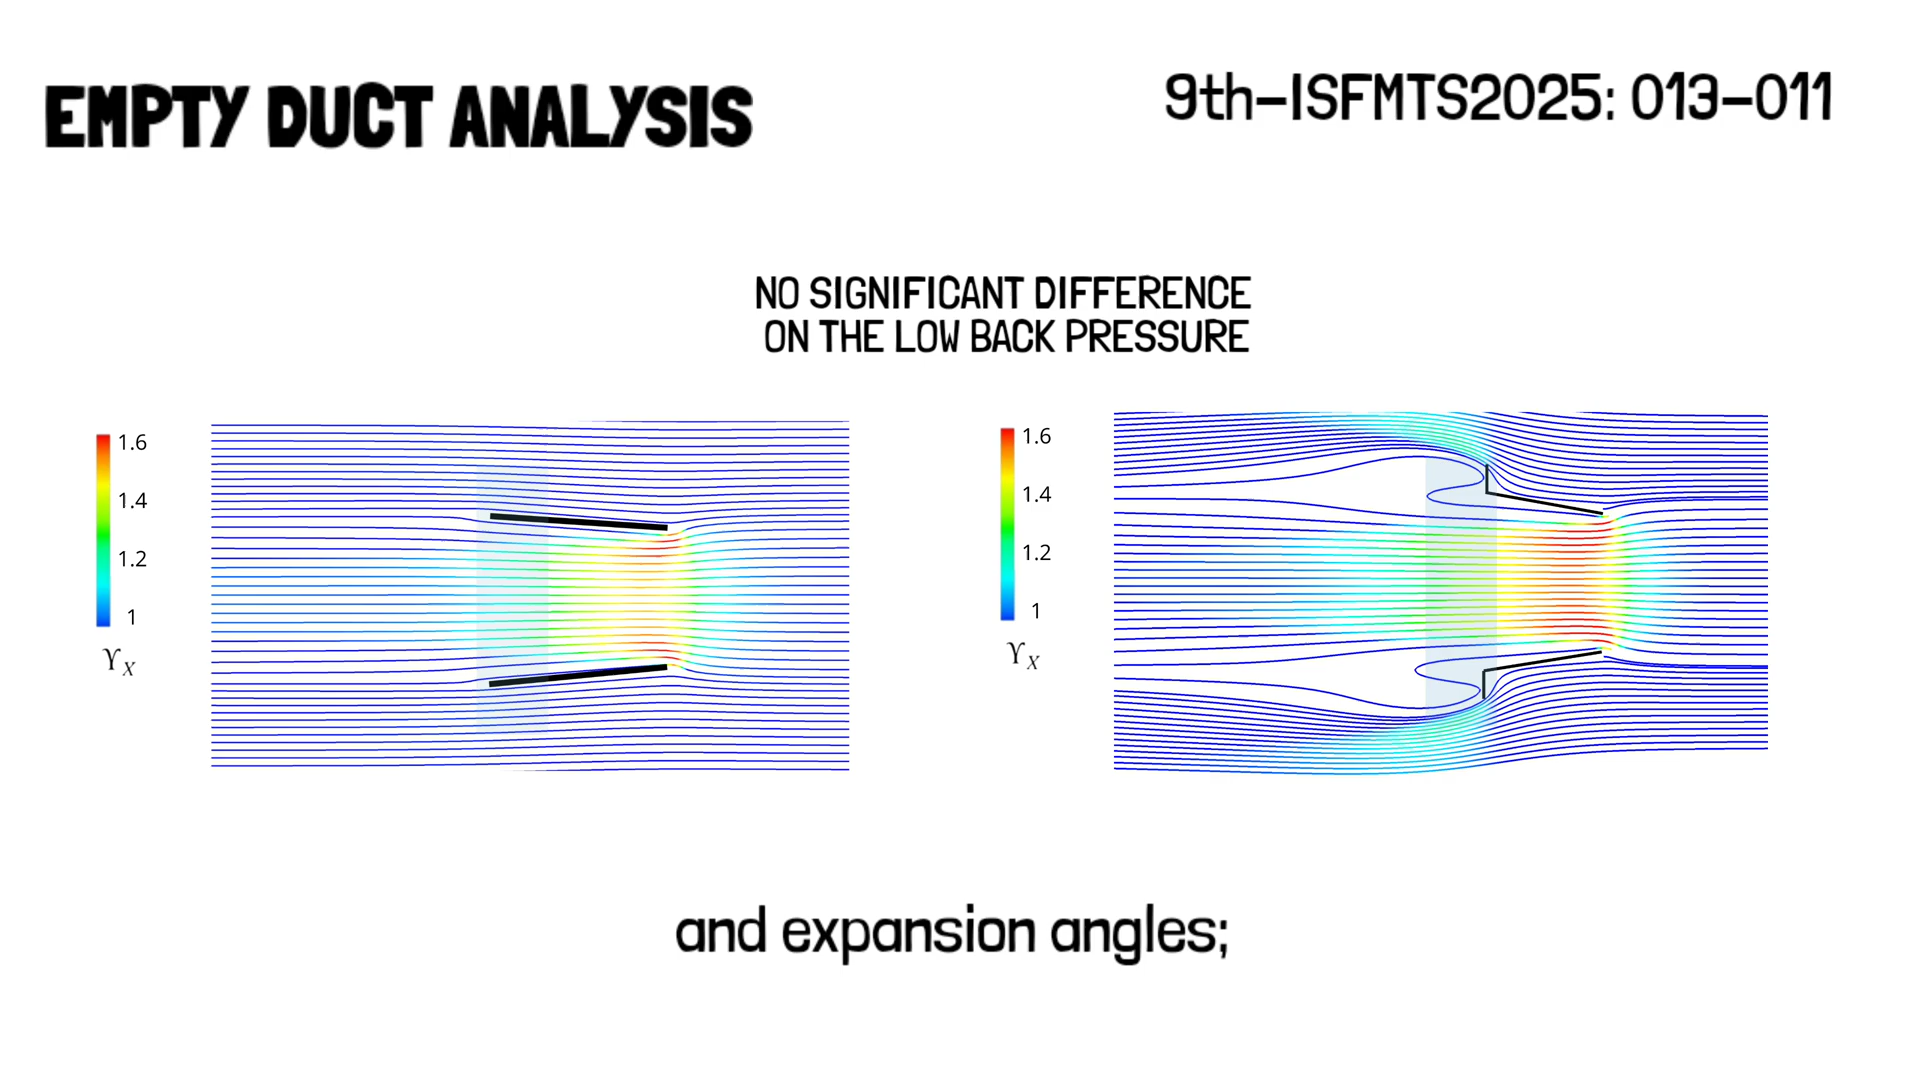 EMPTY DUCT ANALYSIS
9th-ISFMTS2025: 013-011
NO SIGNIFICANT DIFFERENCE
ON THE LOW BACK PRESSURE
1.6
1.4
1.2
1
ϒX
1.6
1.4
1.2
1
ϒX
and expansion angles;